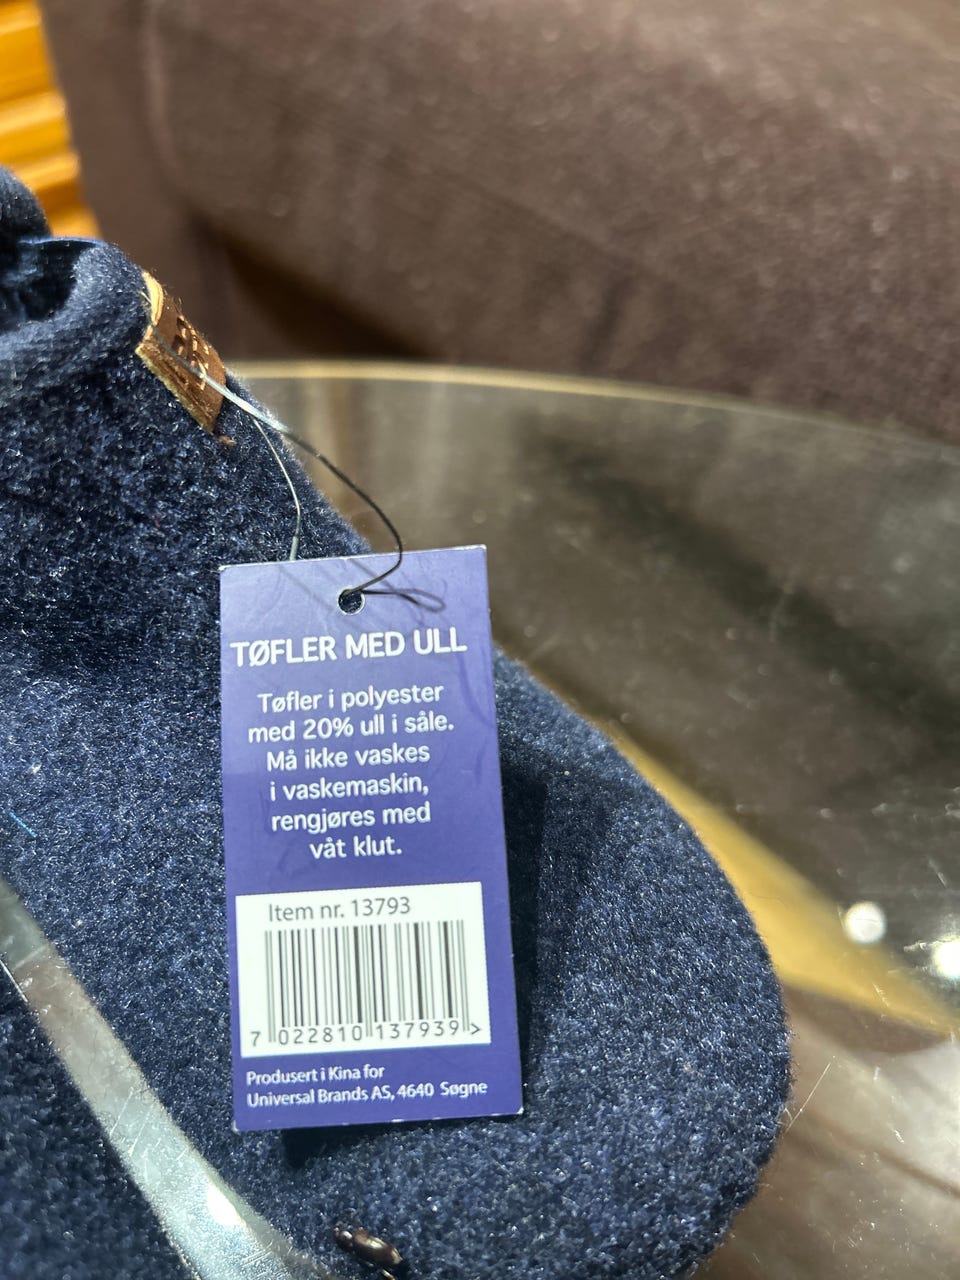 TØFLER MED ULL
Tøfler i polyester
med 20% ull i såle.
Må ikke vaskes
i vaskemaskin,
rengjøres med
våt klut.
Item nr. 13793
7 022810 137939 >
Produsert i Kina for
Universal Brands AS, 4640 Søgne